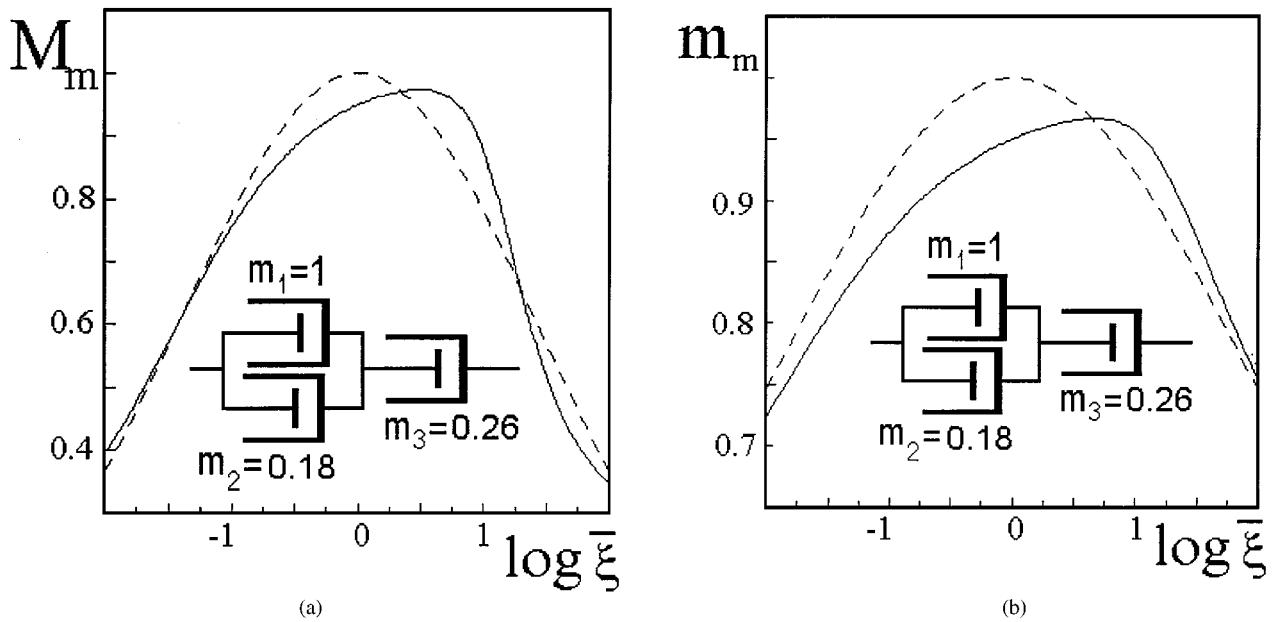 M_m
0.8
0.6
0.4
m_1=1
m_2=0.18
m_3=0.26
-1 0 1
log ξ̄
(a)
m_m
0.9
0.8
0.7
m_1=1
m_2=0.18
m_3=0.26
-1 0 1
log ξ̄
(b)